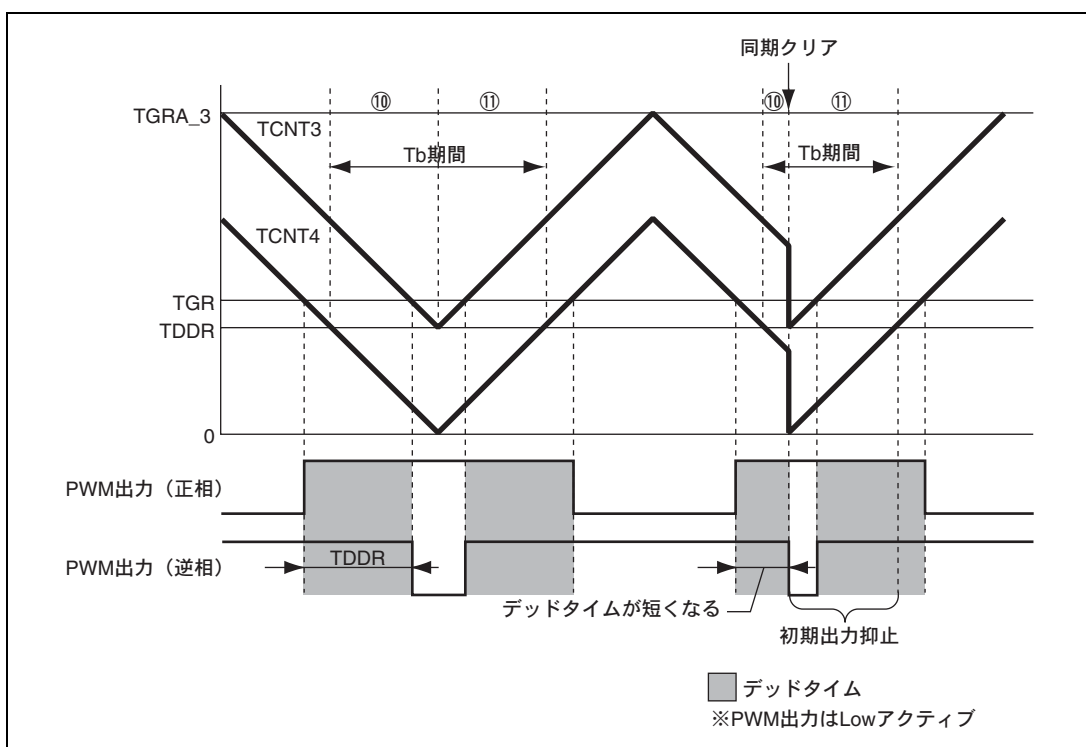 同期クリア
⑩ ⑪ ⑩ ⑪
TGRA_3
TCNT3
Tb期間 Tb期間
TCNT4
TGR
TDDR
0
PWM出力（正相）
PWM出力（逆相）
TDDR
デッドタイムが短くなる
初期出力抑止
デッドタイム
※PWM出力はLowアクティブ